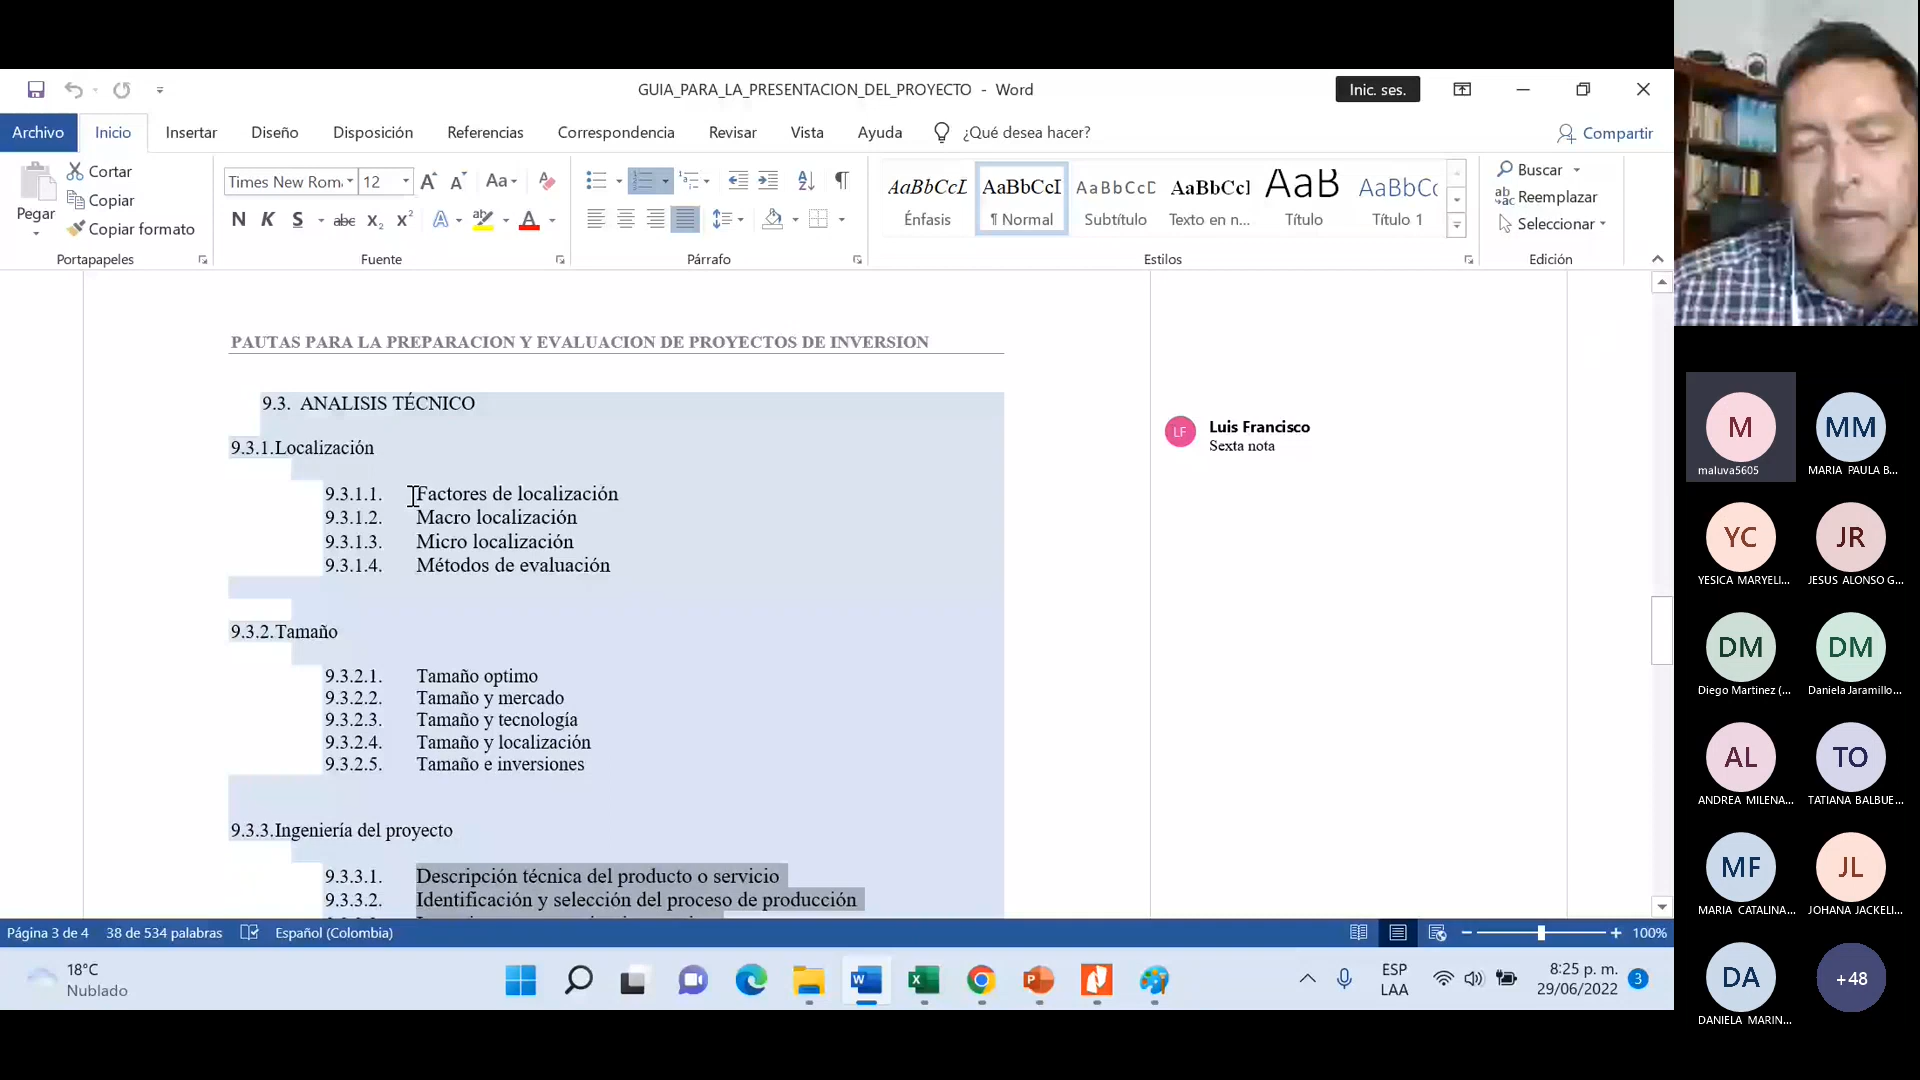 GUIA_PARA_LA_PRESENTACION_DEL_PROYECTO - Word
Inic. ses.
Archivo Inicio Insertar Diseño Disposición Referencias Correspondencia Revisar Vista Ayuda ¿Qué desea hacer? Compartir
Pegar
Cortar
Copiar
Copiar formato
Portapapeles
Times New Rom. 12
Fuente
Párrafo
AaBbCcI AaBbCcI AaBbCcD AaBbCcI AaB AaBbCc
Énfasis ¶ Normal Subtítulo Texto en n... Título Título 1
Estilos
Buscar
Reemplazar
Seleccionar
Edición
PAUTAS PARA LA PREPARACION Y EVALUACION DE PROYECTOS DE INVERSION
9.3. ANALISIS TÉCNICO
9.3.1.Localización
9.3.1.1. Factores de localización
9.3.1.2. Macro localización
9.3.1.3. Micro localización
9.3.1.4. Métodos de evaluación
9.3.2.Tamaño
9.3.2.1. Tamaño optimo
9.3.2.2. Tamaño y mercado
9.3.2.3. Tamaño y tecnología
9.3.2.4. Tamaño y localización
9.3.2.5. Tamaño e inversiones
9.3.3.Ingeniería del proyecto
9.3.3.1. Descripción técnica del producto o servicio
9.3.3.2. Identificación y selección del proceso de producción
LF Luis Francisco
Sexta nota
Página 3 de 4 38 de 534 palabras Español (Colombia) 100%
18°C
Nublado
ESP
LAA
8:25 p. m.
29/06/2022
3
M MM
maluva5605 MARIA PAULA B...
YC JR
YESICA MARYELI... JESUS ALONSO G...
DM DM
Diego Martinez (... Daniela Jaramillo...
AL TO
ANDREA MILENA... TATIANA BALBUE...
MF JL
MARIA CATALINA... JOHANA JACKELI...
DA +48
DANIELA MARIN...